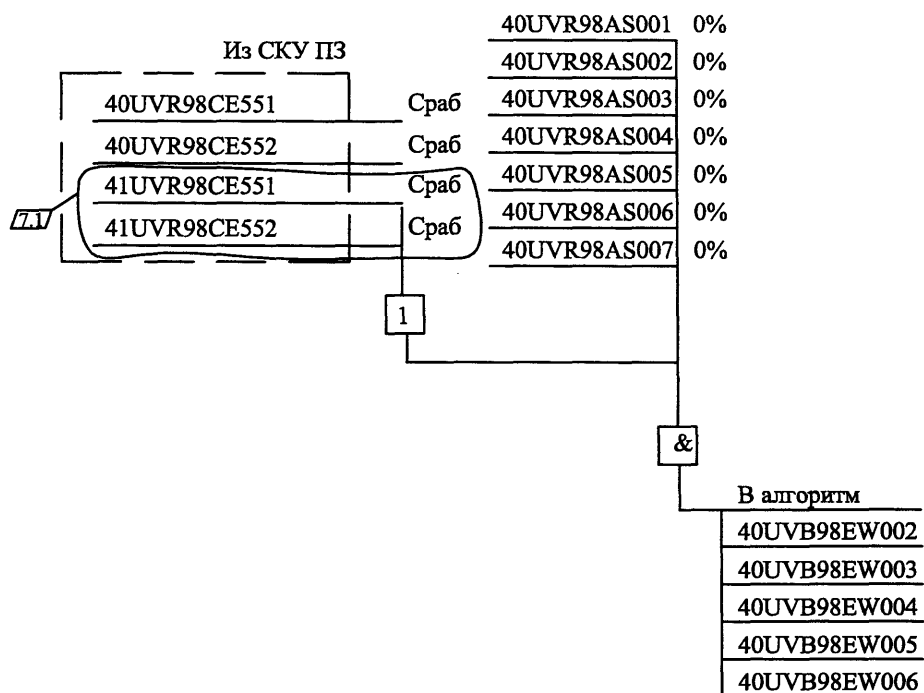 Из СКУ ПЗ
40UVR98CE551 Сраб
40UVR98CE552 Сраб
41UVR98CE551 Сраб
41UVR98CE552 Сраб
7.1
40UVR98AS001 0%
40UVR98AS002 0%
40UVR98AS003 0%
40UVR98AS004 0%
40UVR98AS005 0%
40UVR98AS006 0%
40UVR98AS007 0%
1
&
В алгоритм
40UVB98EW002
40UVB98EW003
40UVB98EW004
40UVB98EW005
40UVB98EW006